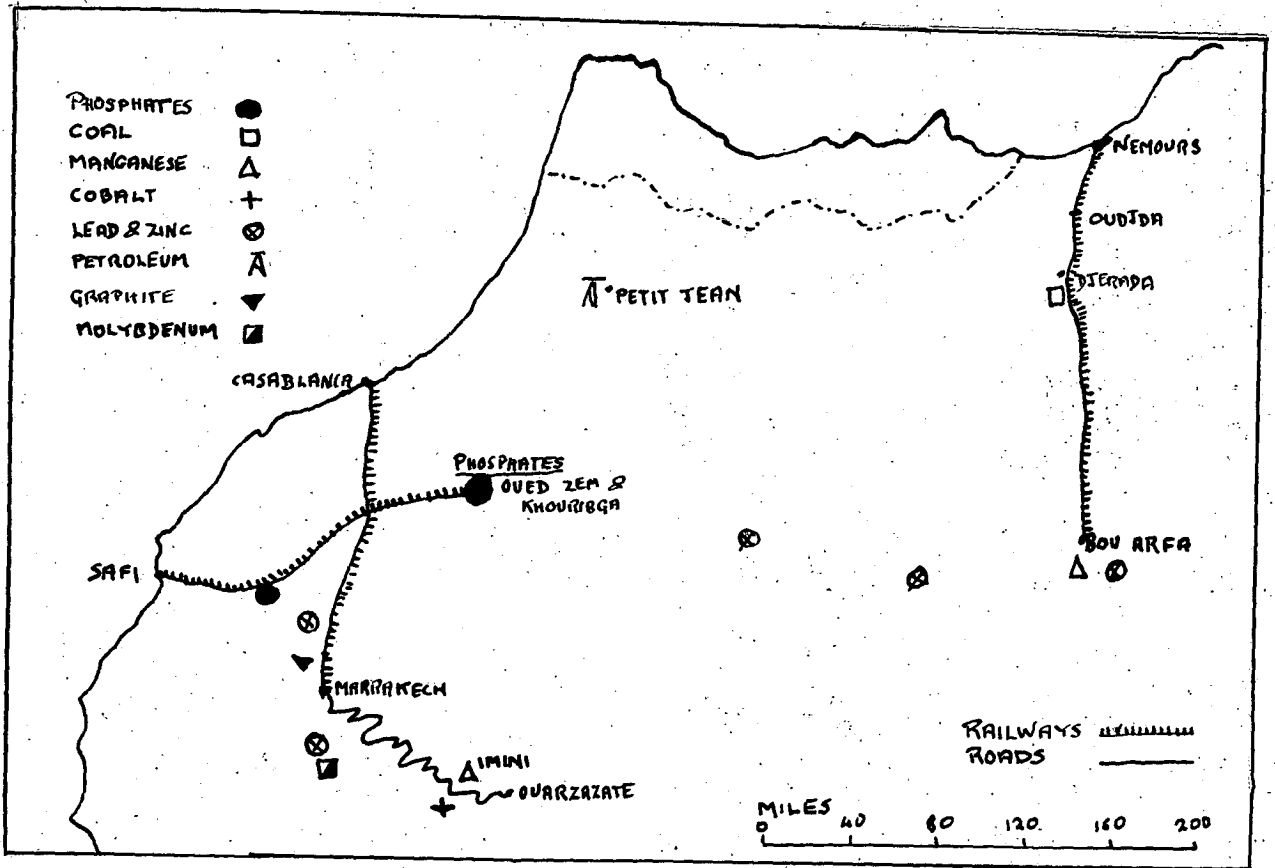 PHOSPHATES
COAL
MANGANESE
COBALT
LEAD & ZINC
PETROLEUM
GRAPHITE
MOLYBDENUM
NEMOURS
OUDJDA
DJERADA
PETIT JEAN
CASABLANCA
PHOSPHATES
OUED ZEM &
KHOURIBGA
SAFI
BOU ARFA
MARRAKECH
IMINI
OUARZAZATE
RAILWAYS
ROADS
MILES
0 40 80 120 160 200